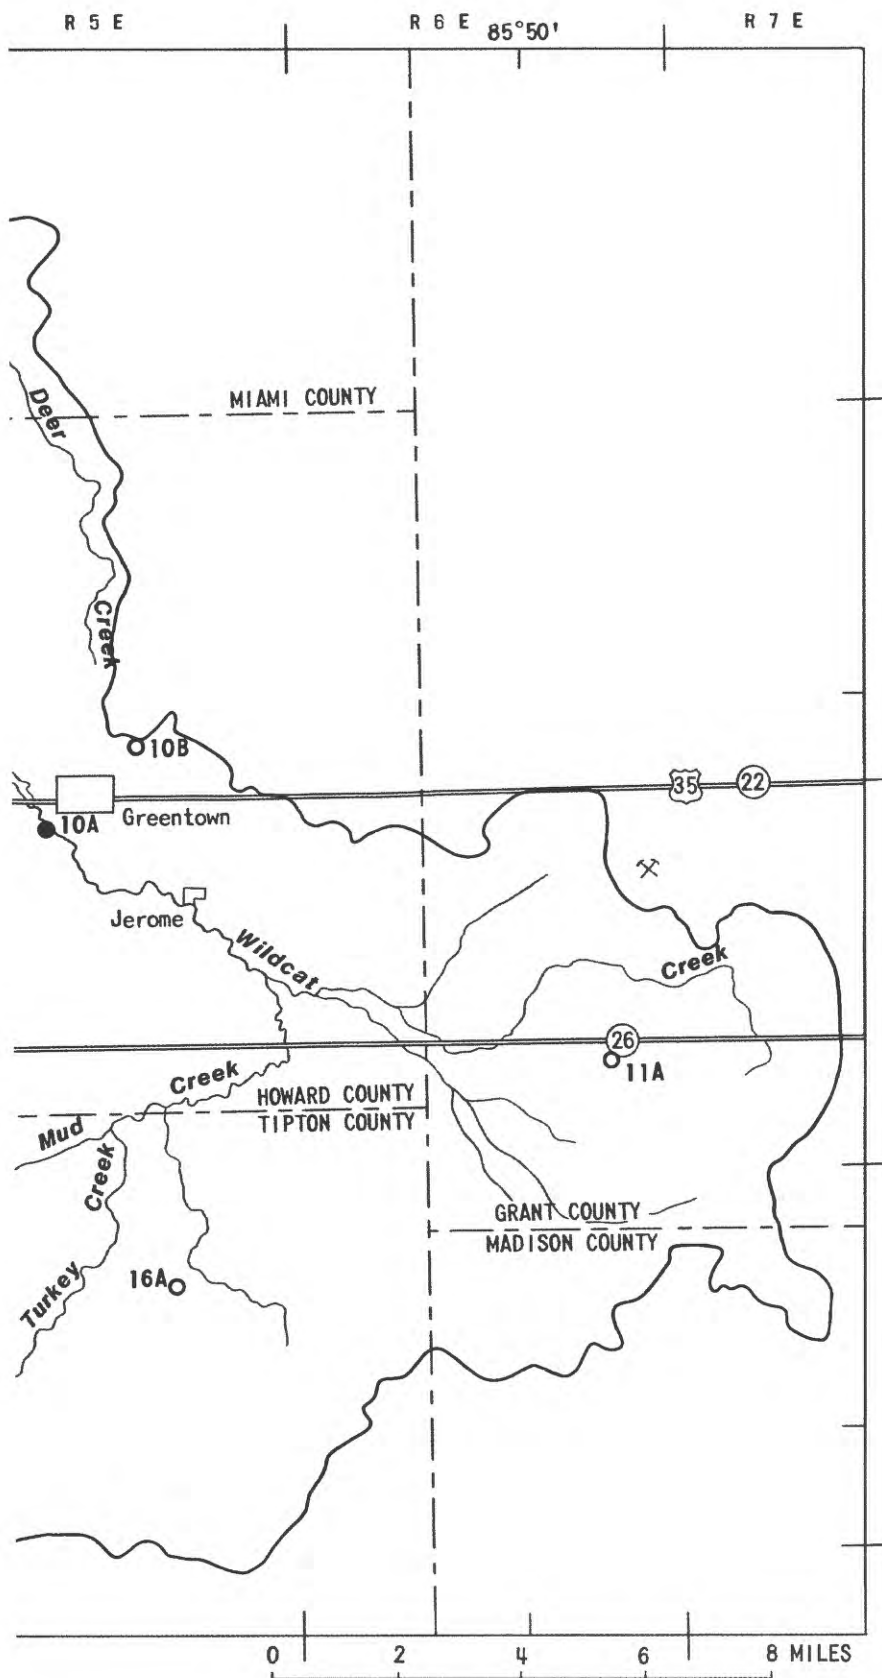 R 5 E R 6 E 85°50' R 7 E
MIAMI COUNTY
Deer
Creek
10B
35 22
10A Greentown
Jerome
Wildcat
Creek
26
11A
Creek
HOWARD COUNTY
TIPTON COUNTY
Mud
Creek
GRANT COUNTY
MADISON COUNTY
16A
Turkey
0 2 4 6 8 MILES